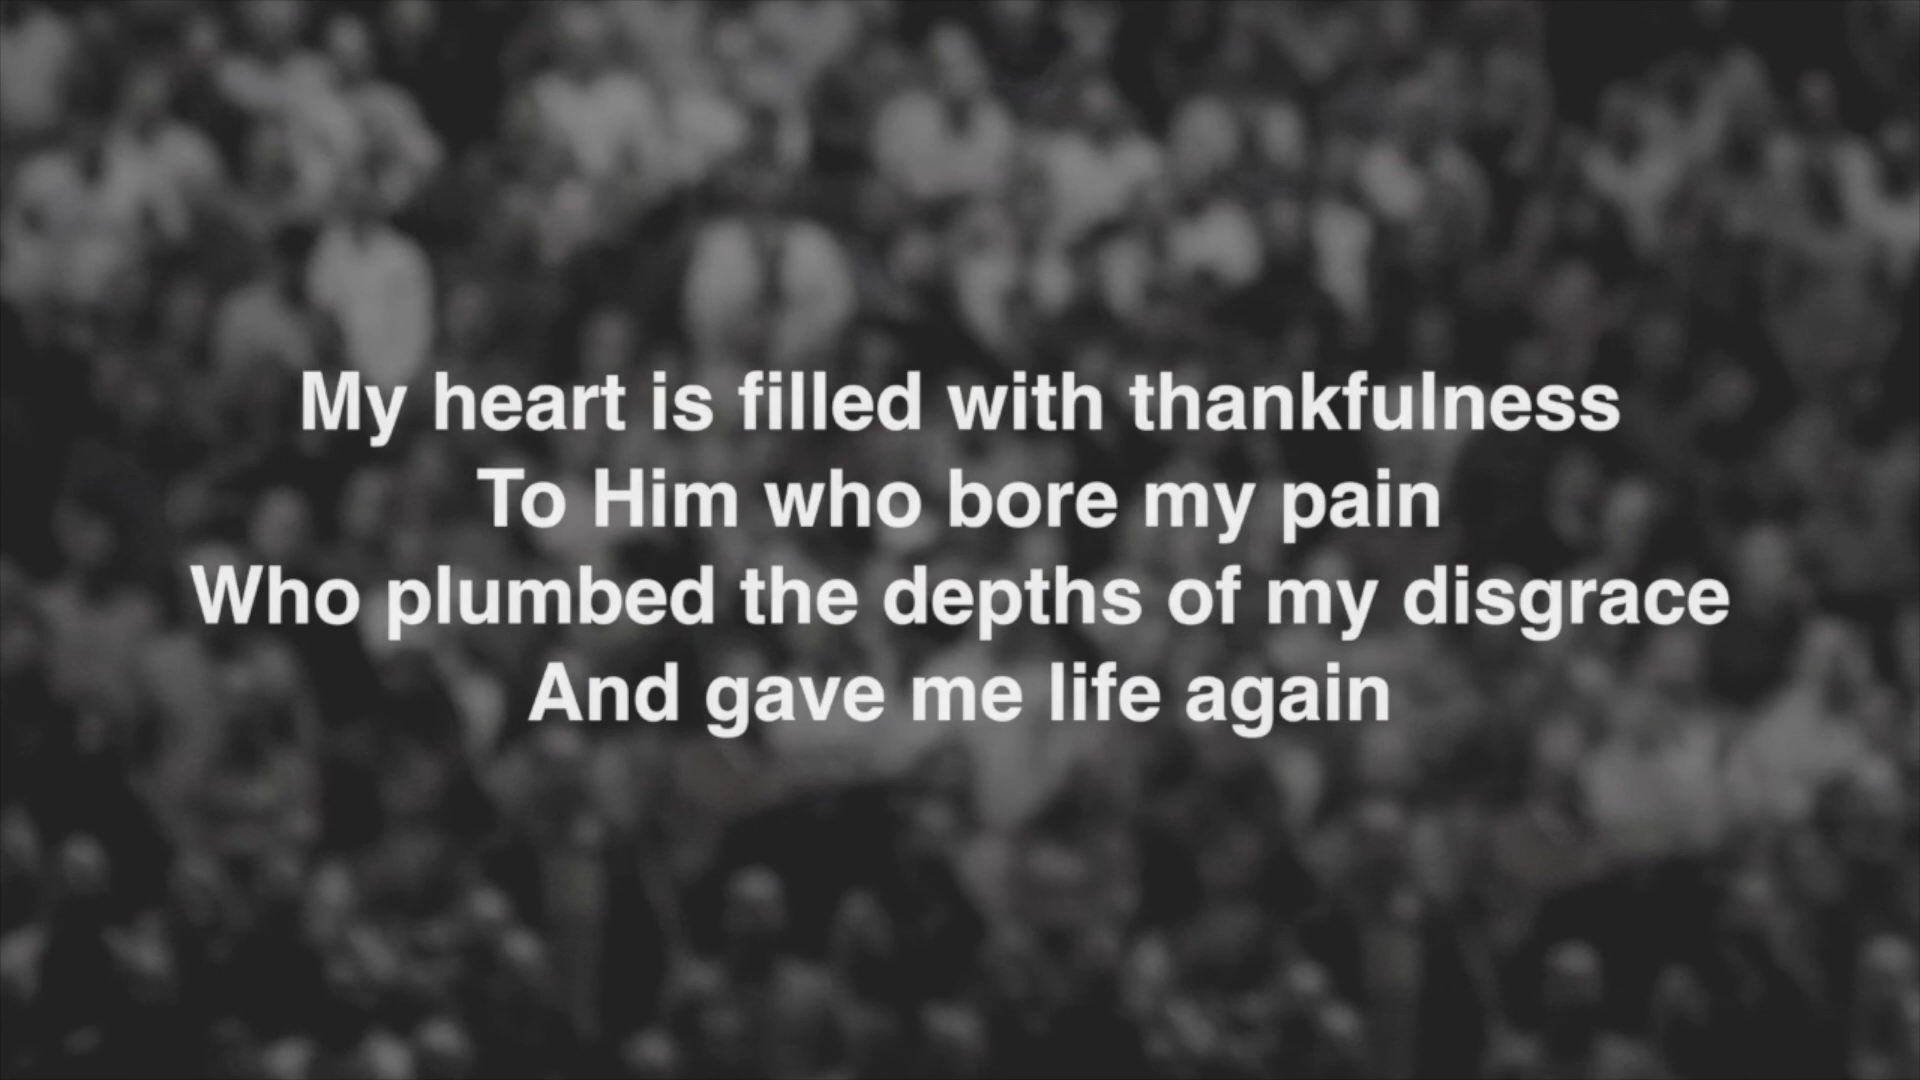 My heart is filled with thankfulness
To Him who bore my pain
Who plumbed the depths of my disgrace
And gave me life again